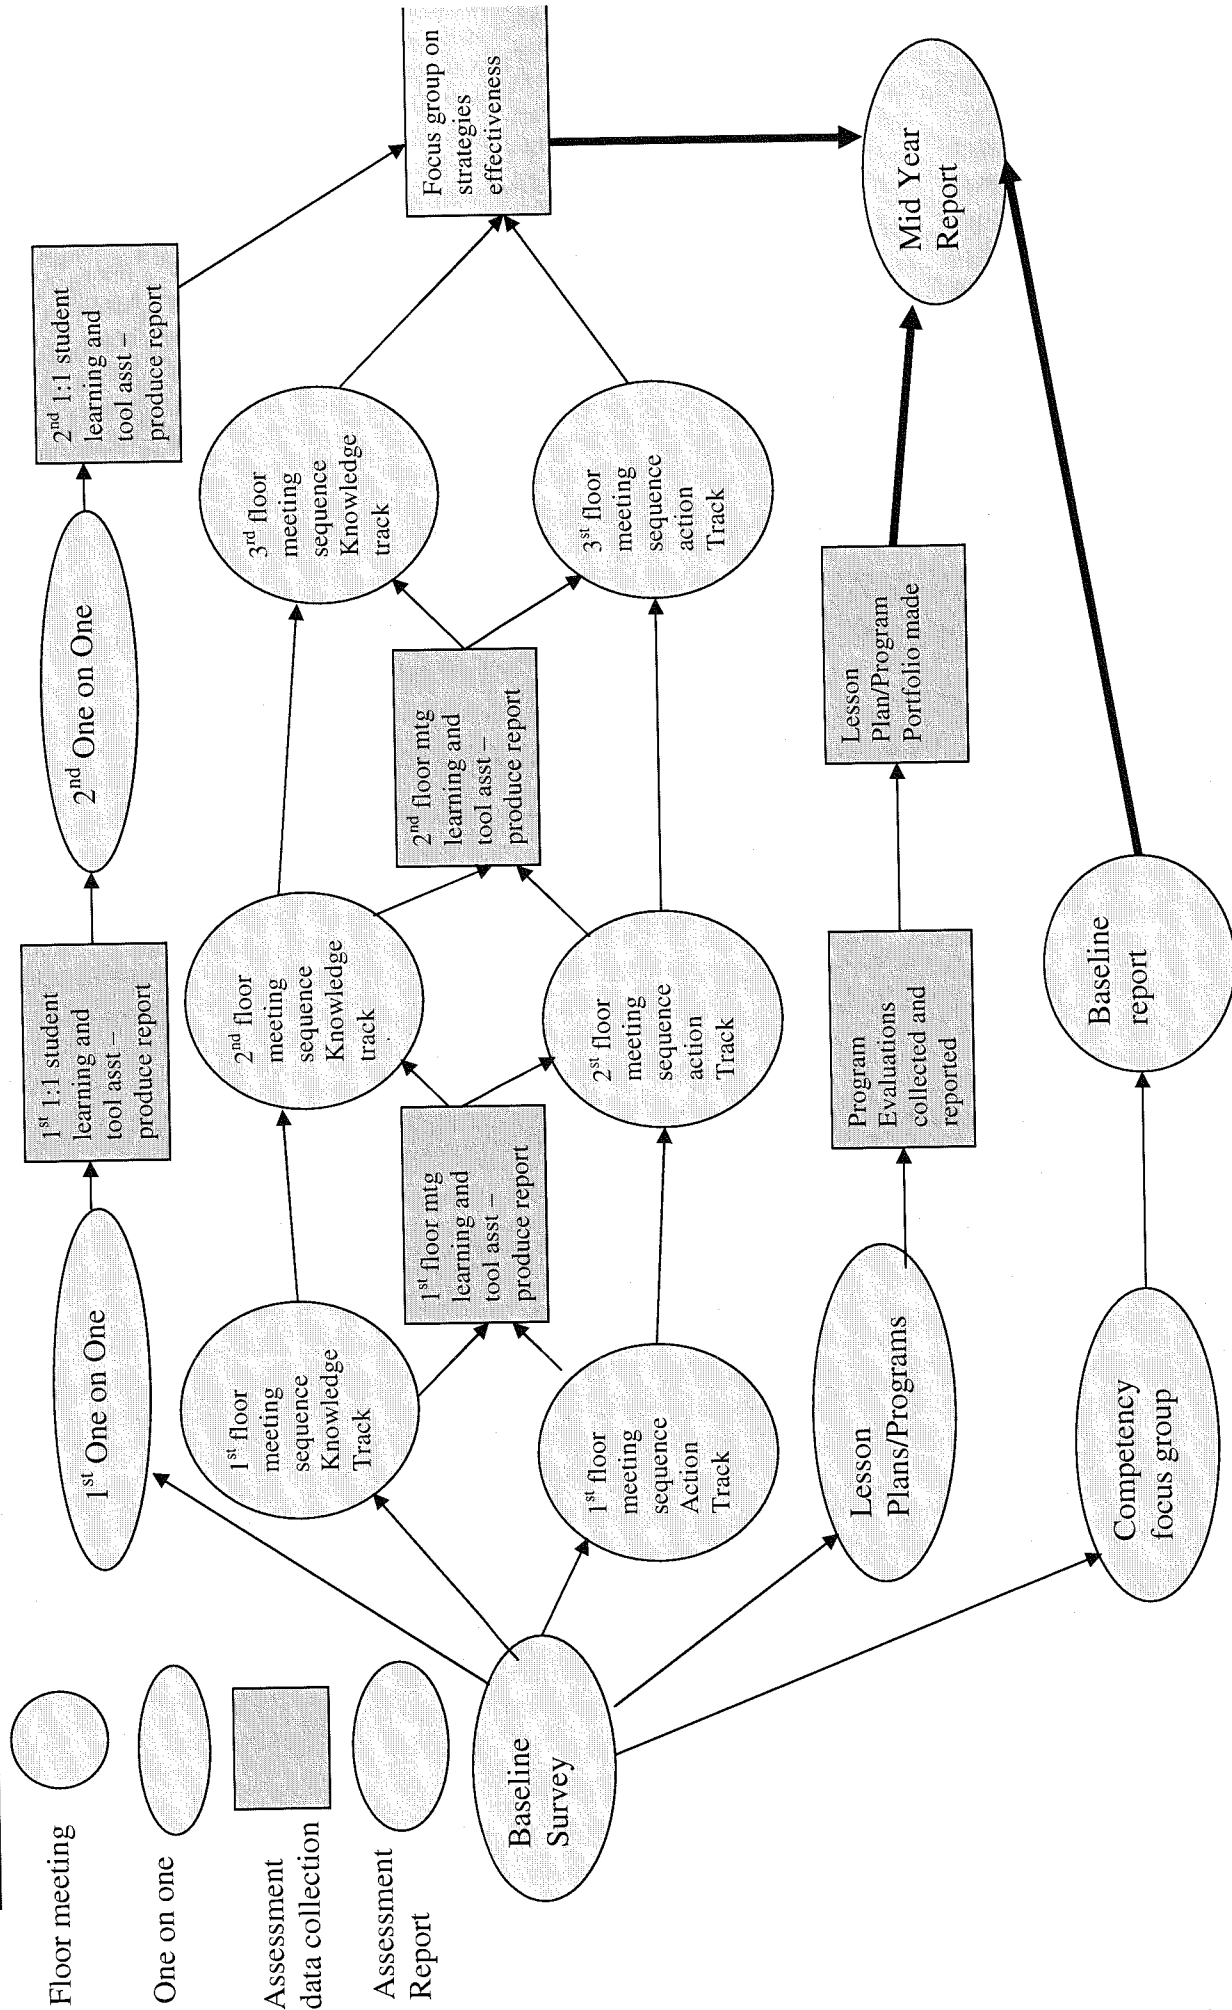 Floor meeting
One on one
Assessment
data collection
Assessment
Report
Baseline
Survey
1st One on One
1st 1:1 student
learning and
tool asst –
produce report
2nd One on One
2nd 1:1 student
learning and
tool asst –
produce report
1st floor
meeting
sequence
Knowledge
Track
2nd floor
meeting
sequence
Knowledge
track
3rd floor
meeting
sequence
Knowledge
track
1st floor mtg
learning and
tool asst –
produce report
2nd floor mtg
learning and
tool asst –
produce report
Focus group on
strategies
effectiveness
1st floor
meeting
sequence
Action
Track
2st floor
meeting
sequence
action
Track
3st floor
meeting
sequence
action
Track
Lesson
Plans/Programs
Program
Evaluations
collected and
reported
Lesson
Plan/Program
Portfolio made
Mid Year
Report
Competency
focus group
Baseline
report